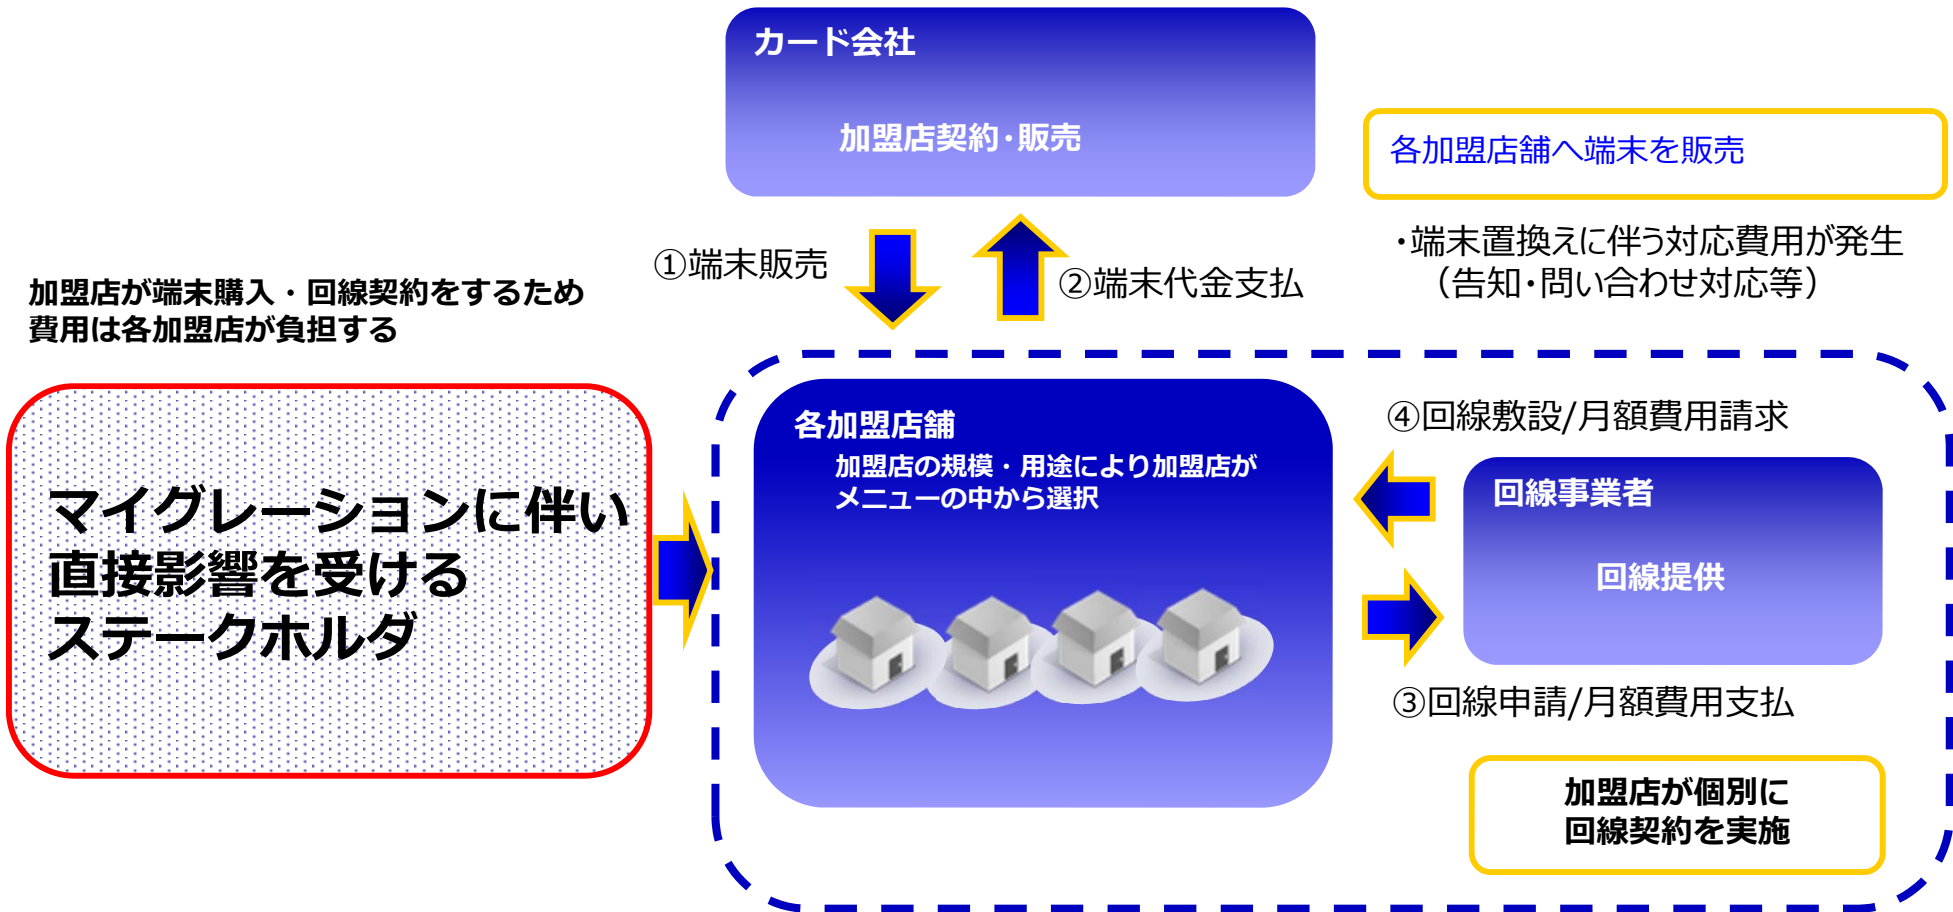 カード会社
加盟店契約・販売
各加盟店舗へ端末を販売
・端末置換えに伴う対応費用が発生
（告知・問い合わせ対応等）
①端末販売
②端末代金支払
加盟店が端末購入・回線契約をするため
費用は各加盟店が負担する
マイグレーションに伴い
直接影響を受ける
ステークホルダ
各加盟店舗
加盟店の規模・用途により加盟店が
メニューの中から選択
④回線敷設/月額費用請求
回線事業者
回線提供
③回線申請/月額費用支払
加盟店が個別に
回線契約を実施